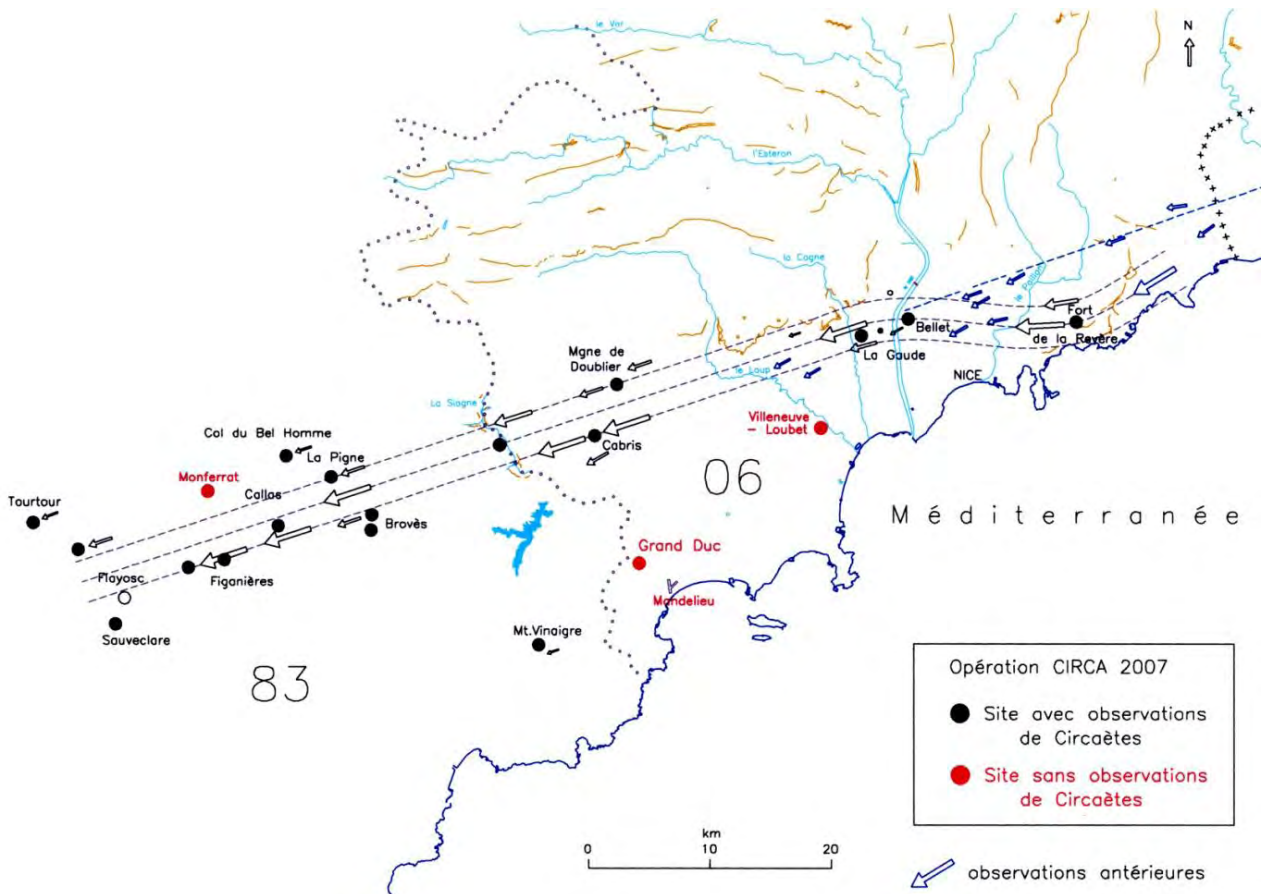 le Var
N
l'Esteron
la Cagne
le Paillon
Fort
de la Revère
Bellet
La Gaude
NICE
Mgne de
Doublier
le Loup
La Siagne
Villeneuve
- Loubet
Cabris
Col du Bel Homme
La Pigne
Monferrat
Callas
06
Tourtour
Brovès
Méditerranée
Grand Duc
Flayosc
Figanières
Mandelieu
Sauveclare
Mt.Vinaigre
83
Opération CIRCA 2007
Site avec observations
de Circaètes
Site sans observations
de Circaètes
km
0 10 20
observations antérieures